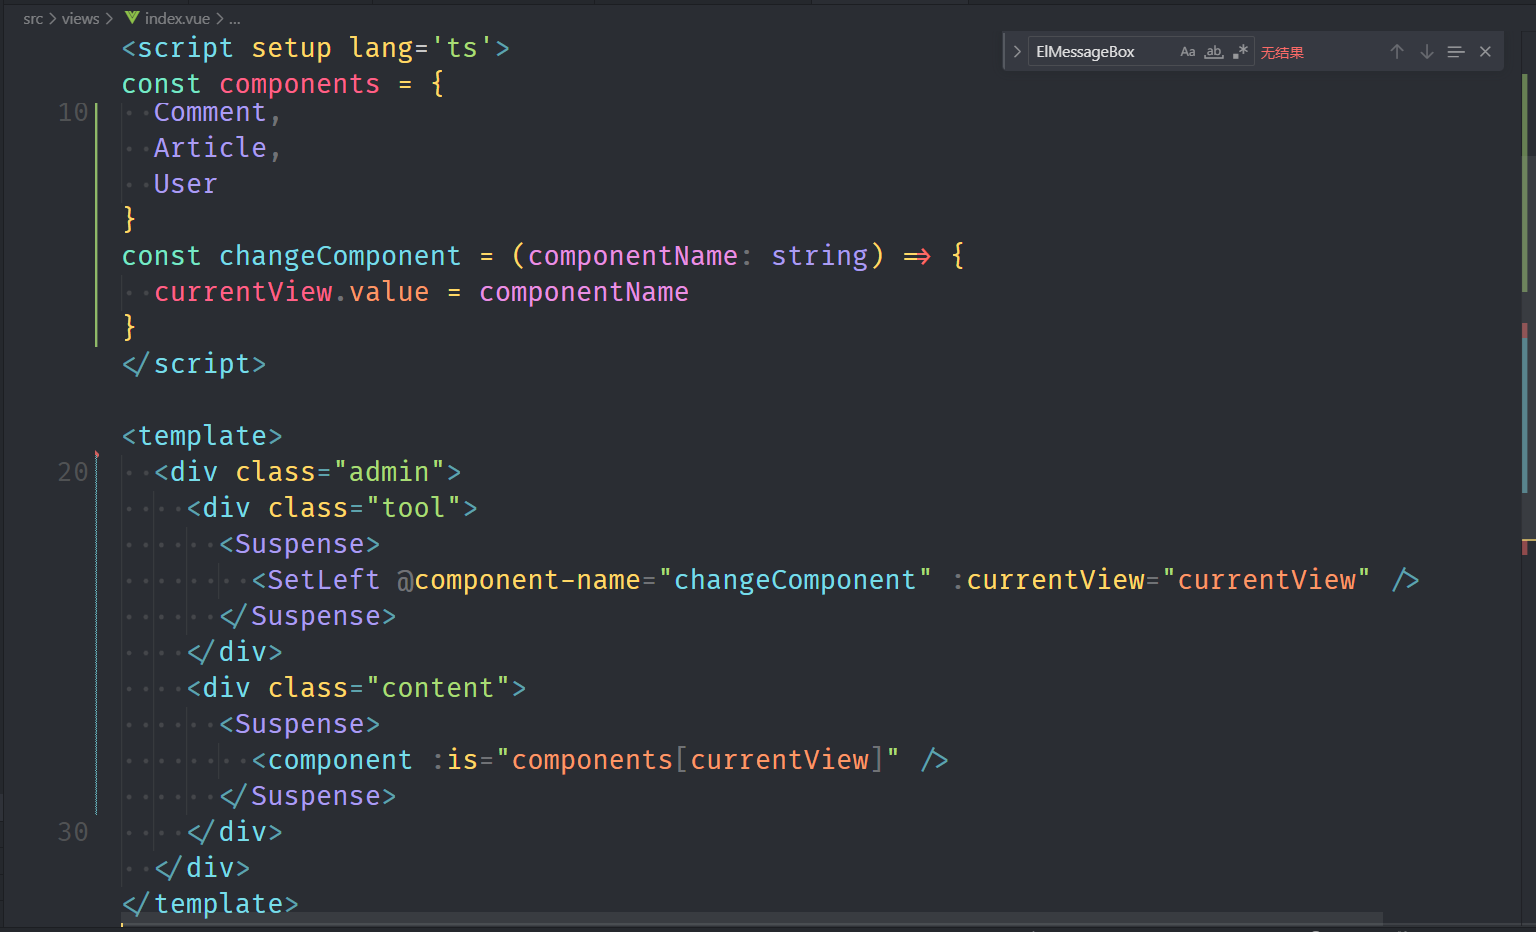 src > views > index.vue > ...
ElMessageBox Aa ab .* 无结果
<script setup lang='ts'>
const components = {
10 Comment,
Article,
User
}
const changeComponent = (componentName: string) => {
currentView.value = componentName
}
</script>
<template>
20 <div class="admin">
<div class="tool">
<Suspense>
<SetLeft @component-name="changeComponent" :currentView="currentView" />
</Suspense>
</div>
<div class="content">
<Suspense>
<component :is="components[currentView]" />
</Suspense>
30 </div>
</div>
</template>